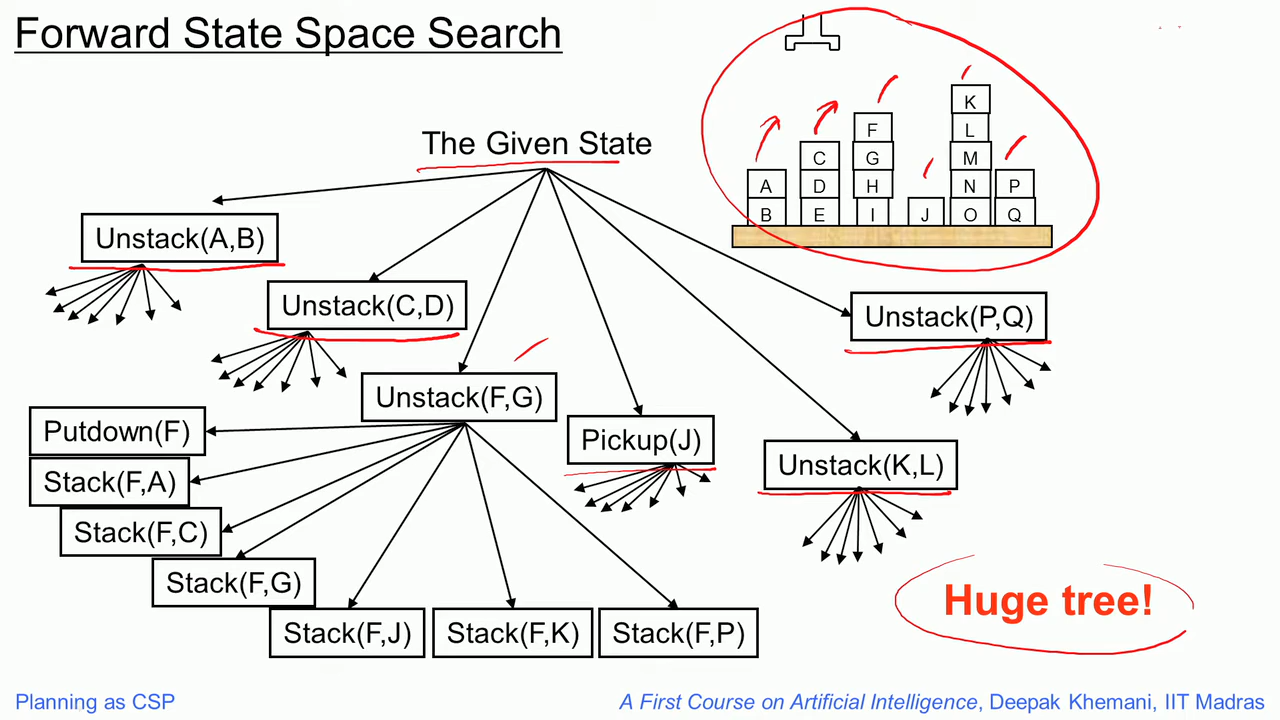 Forward State Space Search
The Given State
K
F L
C G M
A D H N P
B E I J O Q
Unstack(A,B)
Unstack(C,D)
Unstack(P,Q)
Unstack(F,G)
Putdown(F)
Pickup(J)
Unstack(K,L)
Stack(F,A)
Stack(F,C)
Stack(F,G)
Huge tree!
Stack(F,J)
Stack(F,K)
Stack(F,P)
Planning as CSP
A First Course on Artificial Intelligence, Deepak Khemani, IIT Madras